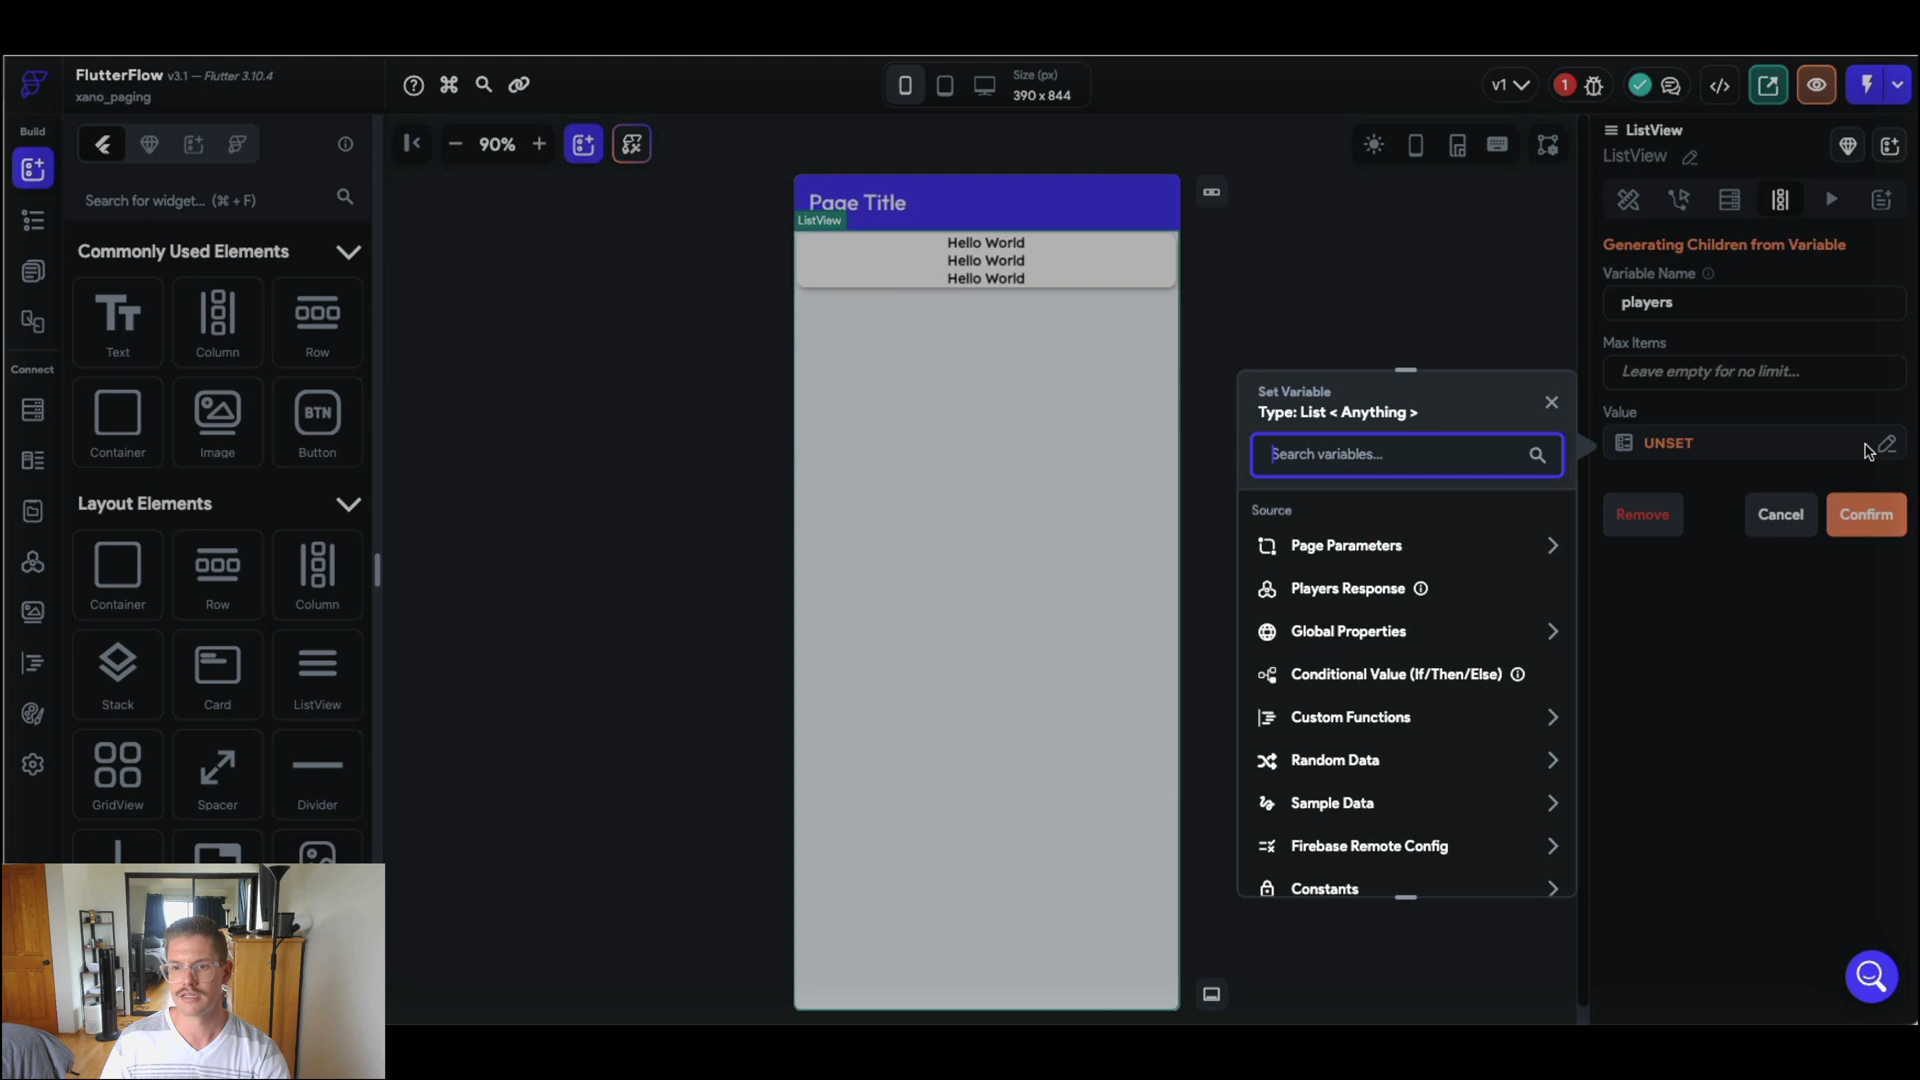 FlutterFlow v3.1 — Flutter 3.10.4
xano_paging
Size (px)
390 x 844
v1
1
Build
90%
Search for widget... (⌘ + F)
Commonly Used Elements
Tt
Text
Column
Row
Container
Image
BTN
Button
Layout Elements
Container
Row
Column
Stack
Card
ListView
GridView
Spacer
Divider
Connect
Page Title
ListView
Hello World
Hello World
Hello World
Set Variable
Type: List < Anything >
Search variables...
Source
Page Parameters
Players Response
Global Properties
Conditional Value (If/Then/Else)
Custom Functions
Random Data
Sample Data
Firebase Remote Config
Constants
ListView
ListView
Generating Children from Variable
Variable Name
players
Max Items
Leave empty for no limit...
Value
UNSET
Remove
Cancel
Confirm